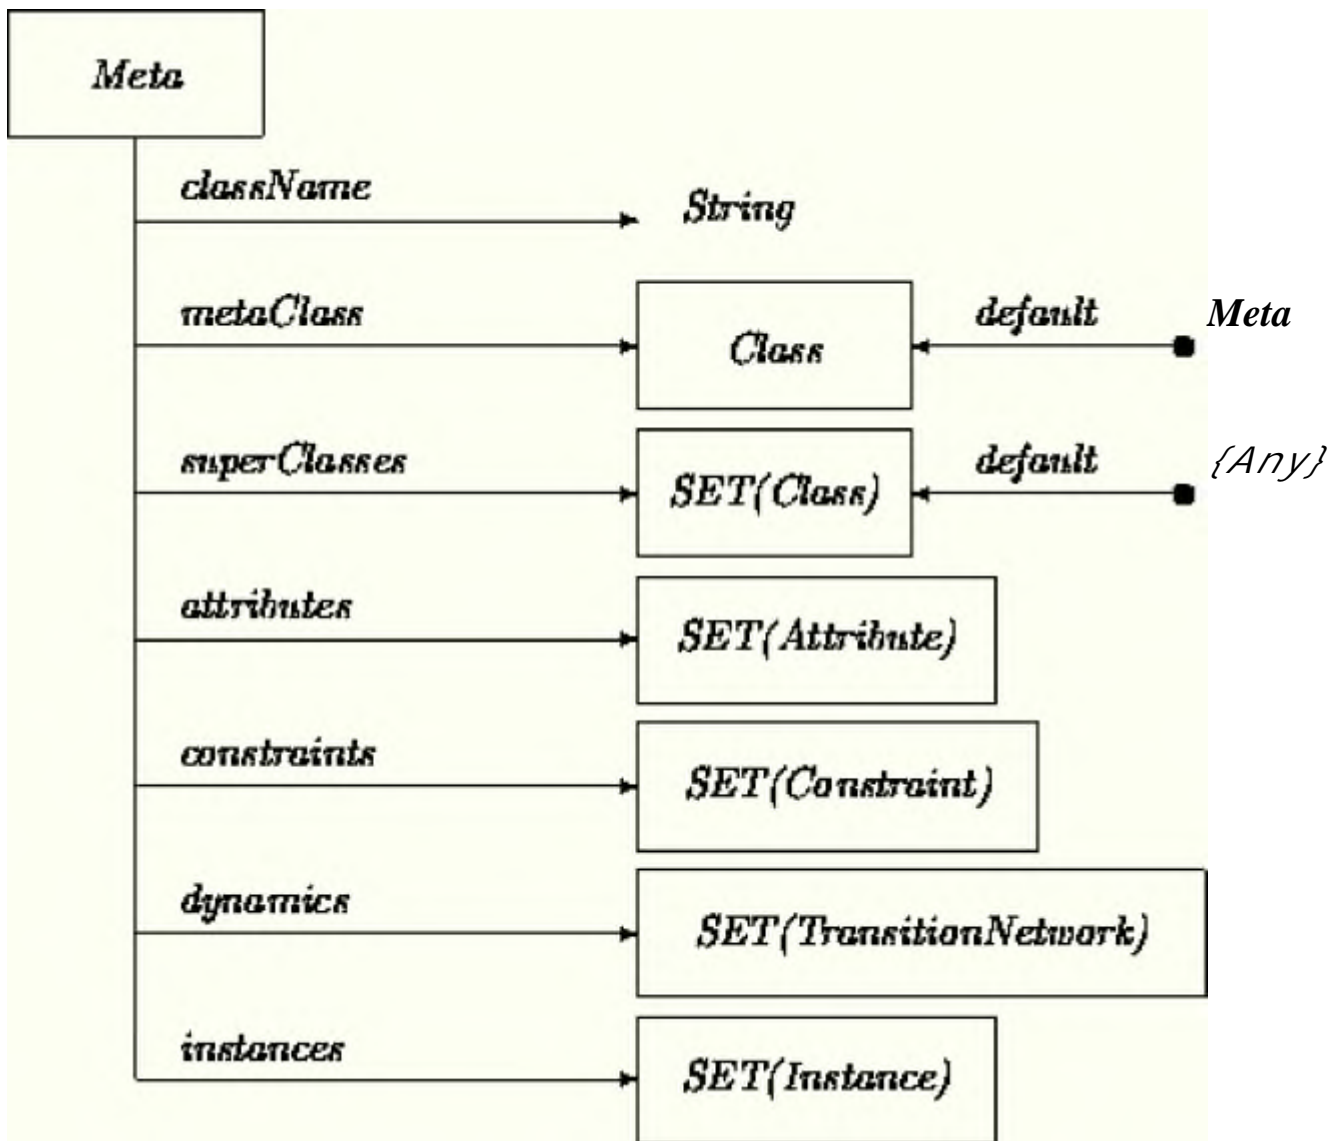 Meta
className
String
metaClass
Class
default
Meta
superClasses
SET(Class)
default
{Any}
attributes
SET(Attribute)
constraints
SET(Constraint)
dynamics
SET(TransitionNetwork)
instances
SET(Instance)